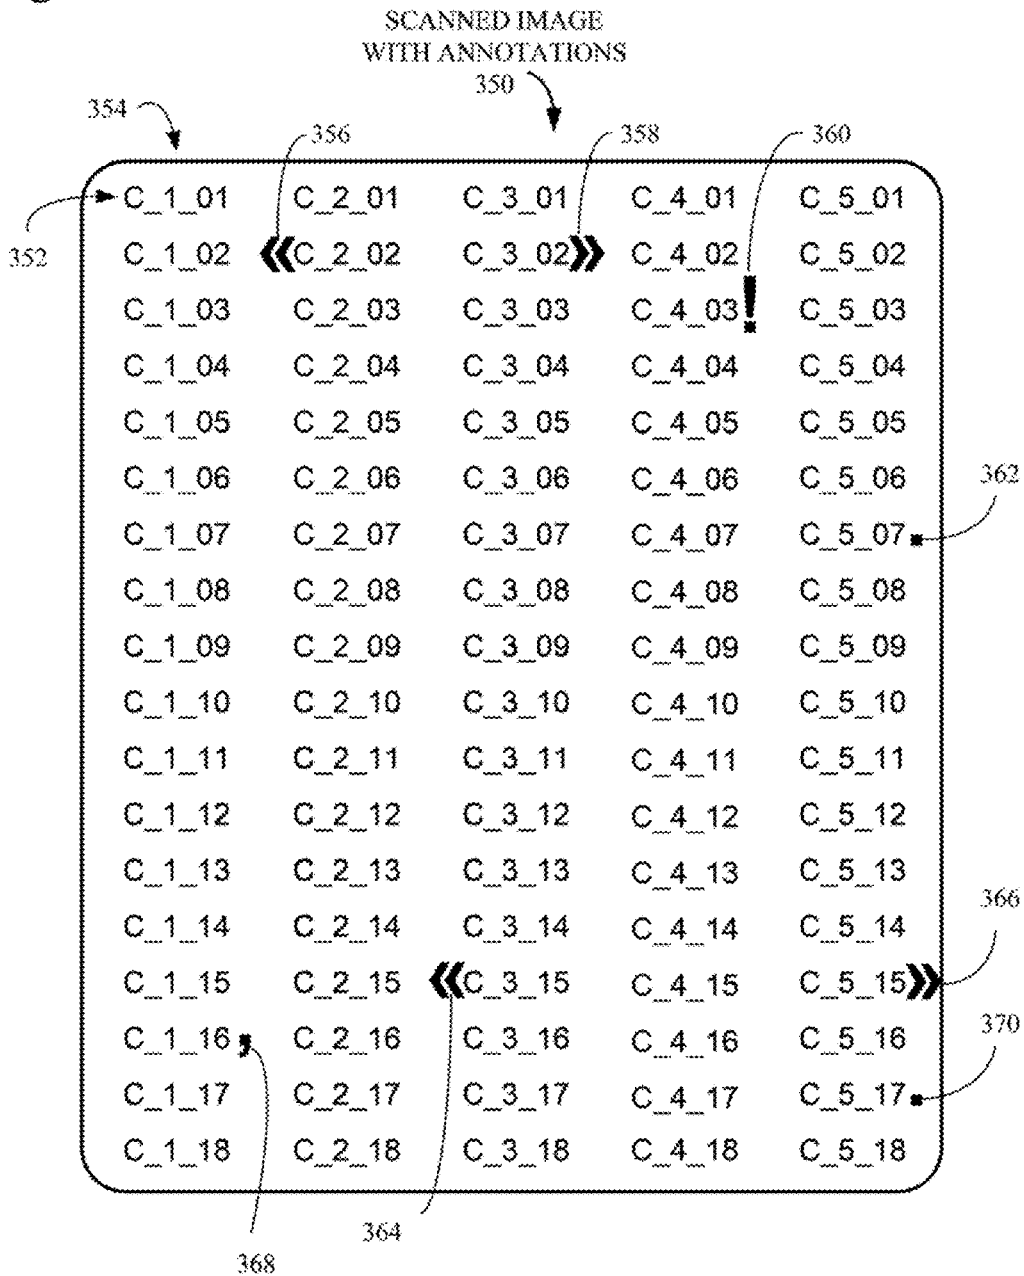 SCANNED IMAGE
WITH ANNOTATIONS
350
354
356
358
360
352
C_1_01 C_2_01 C_3_01 C_4_01 C_5_01
C_1_02 «C_2_02 C_3_02» C_4_02 C_5_02
C_1_03 C_2_03 C_3_03 C_4_03! C_5_03
C_1_04 C_2_04 C_3_04 C_4_04 C_5_04
C_1_05 C_2_05 C_3_05 C_4_05 C_5_05
C_1_06 C_2_06 C_3_06 C_4_06 C_5_06
362
C_1_07 C_2_07 C_3_07 C_4_07 C_5_07.
C_1_08 C_2_08 C_3_08 C_4_08 C_5_08
C_1_09 C_2_09 C_3_09 C_4_09 C_5_09
C_1_10 C_2_10 C_3_10 C_4_10 C_5_10
C_1_11 C_2_11 C_3_11 C_4_11 C_5_11
C_1_12 C_2_12 C_3_12 C_4_12 C_5_12
C_1_13 C_2_13 C_3_13 C_4_13 C_5_13
366
C_1_14 C_2_14 C_3_14 C_4_14 C_5_14
C_1_15 C_2_15 «C_3_15 C_4_15 C_5_15»
370
C_1_16, C_2_16 C_3_16 C_4_16 C_5_16
C_1_17 C_2_17 C_3_17 C_4_17 C_5_17.
C_1_18 C_2_18 C_3_18 C_4_18 C_5_18
364
368